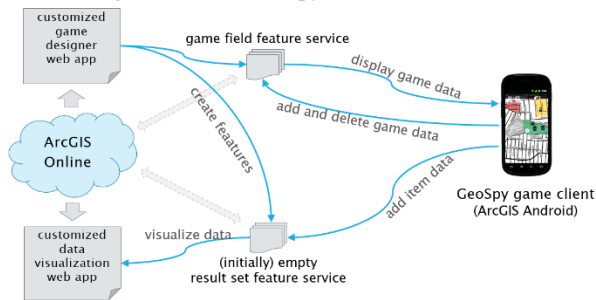 customized
game
designer
web app
game field feature service
display game data
add and delete game data
create feaatures
ArcGIS
Online
add item data
GeoSpy game client
(ArcGIS Android)
customized
data
visualization
web app
visualize data
(initially) empty
result set feature service